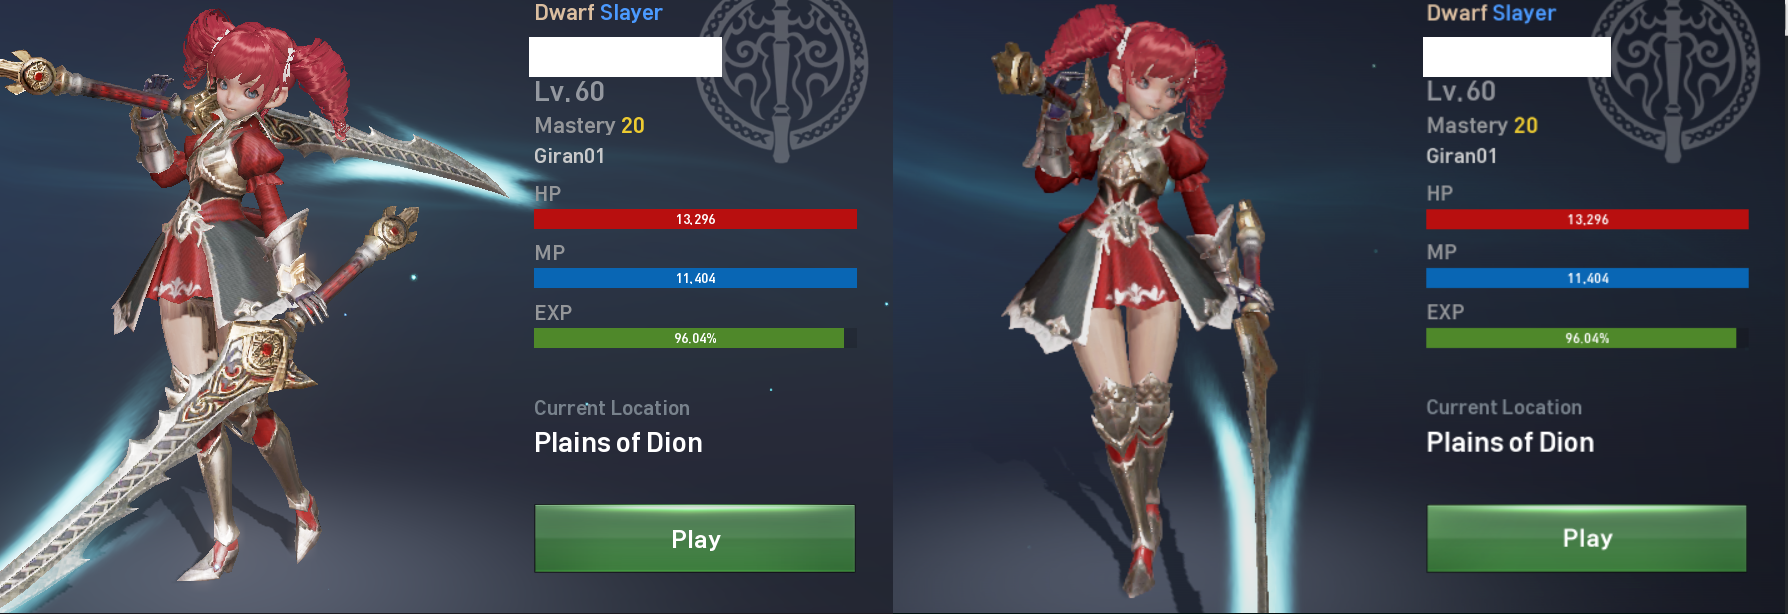 Dwarf Slayer
Lv.60
Mastery 20
Giran01
HP
13,296
MP
11,404
EXP
96.04%
Current Location
Plains of Dion
Play
Dwarf Slayer
Lv.60
Mastery 20
Giran01
HP
13,296
MP
11,404
EXP
96.04%
Current Location
Plains of Dion
Play